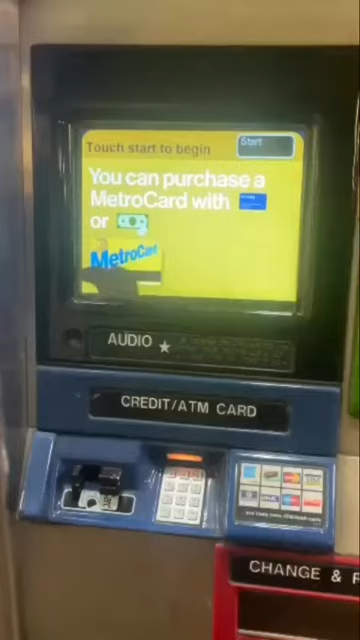 Touch start to begin
Start
You can purchase a
MetroCard with
or
MetroCard
AUDIO
CREDIT/ATM CARD
CHANGE &